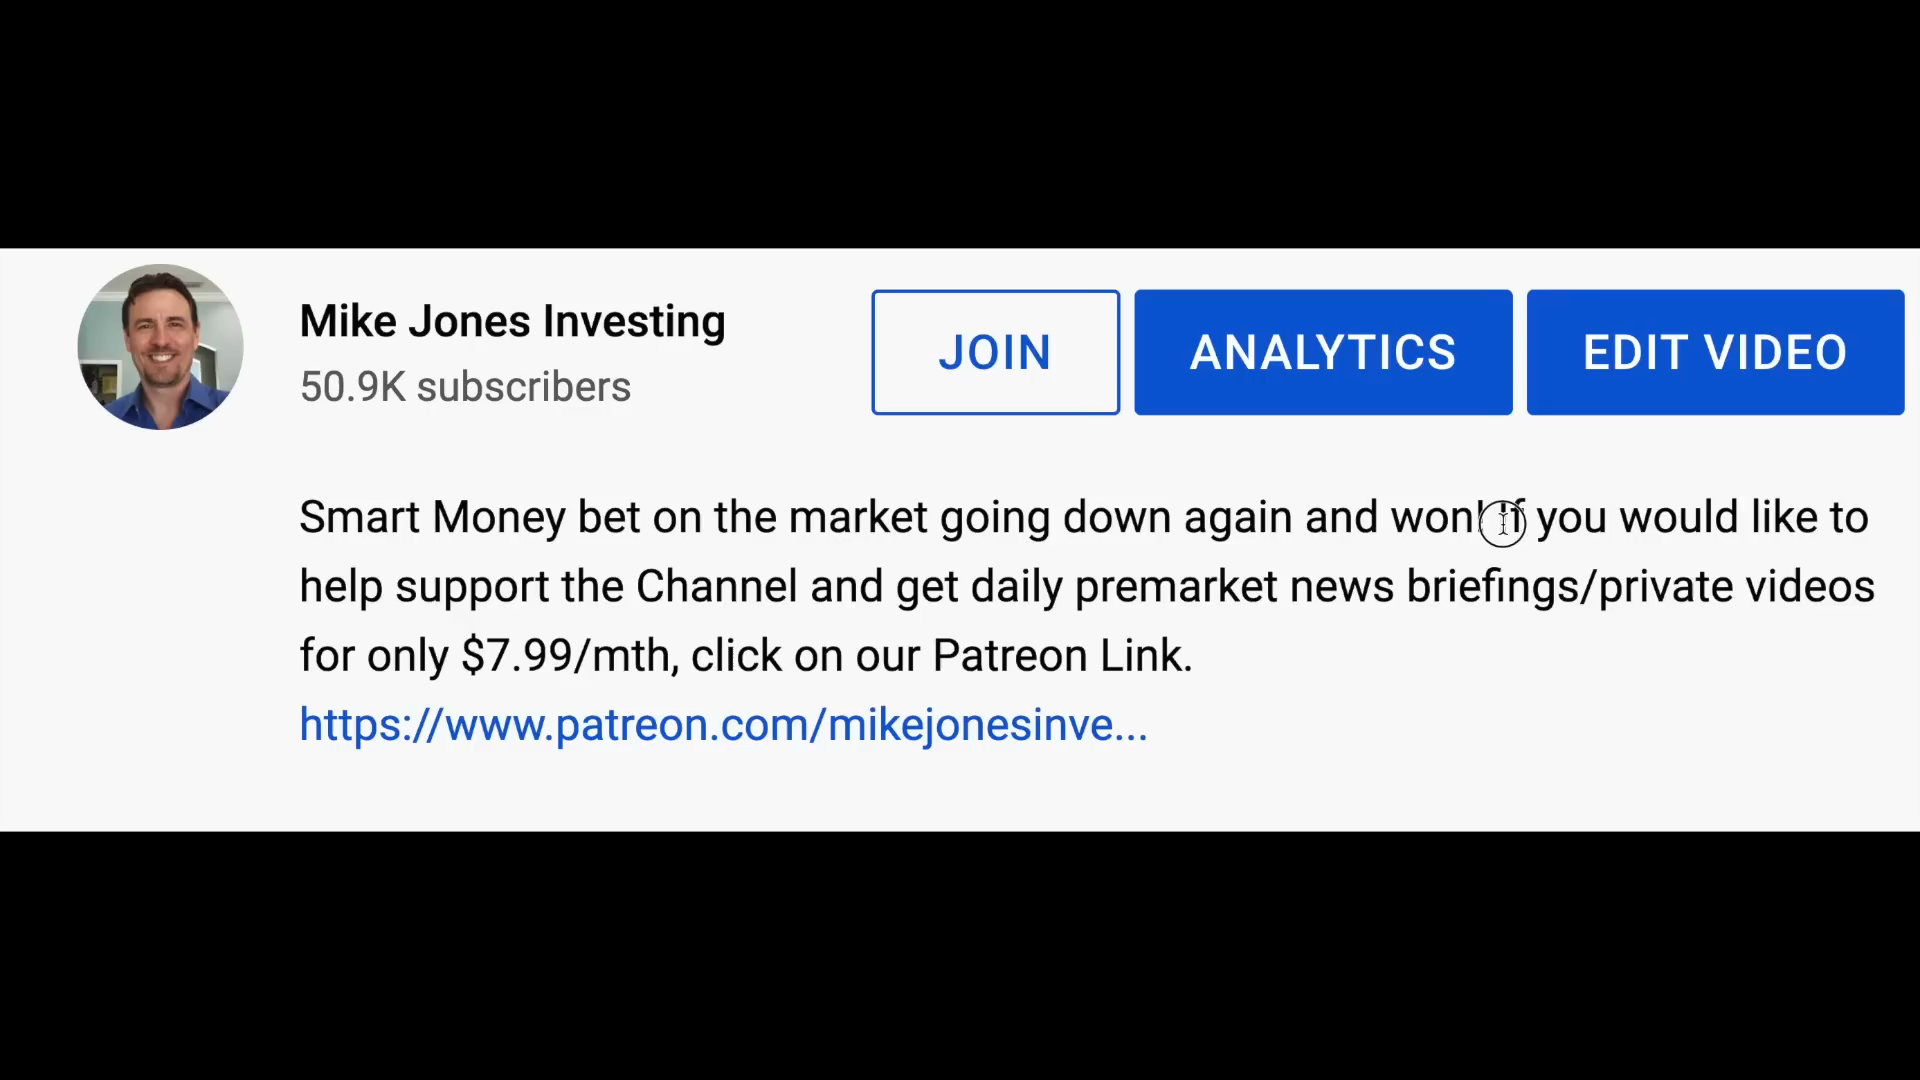 Mike Jones Investing
50.9K subscribers
JOIN
ANALYTICS
EDIT VIDEO
Smart Money bet on the market going down again and won! If you would like to
help support the Channel and get daily premarket news briefings/private videos
for only $7.99/mth, click on our Patreon Link.
https://www.patreon.com/mikejonesinve...